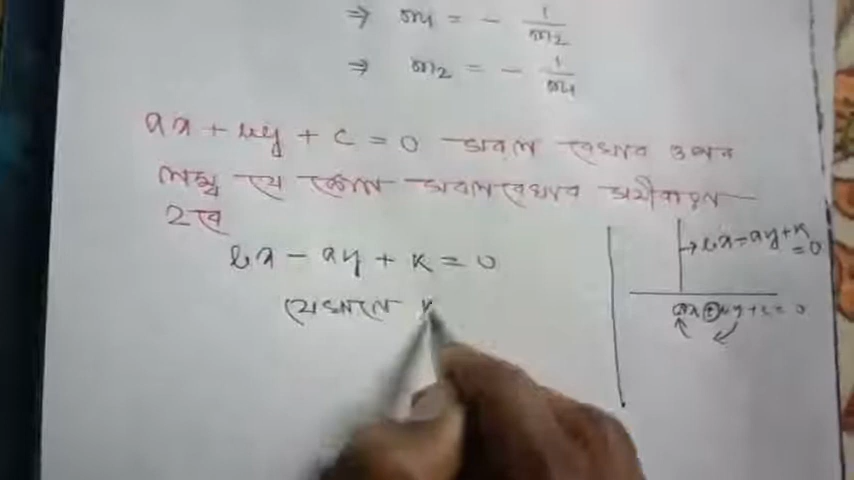 ⇒ m₁ = - 1/m₂
⇒ m₂ = - 1/m₁
ax + by + c = 0 সরল রেখার উপর
লম্ব যে কোন সরলরেখার সমীকরণ
হবে
bx - ay + k = 0
যেখানে k
→ bx - ay + k = 0
ax + by + c = 0